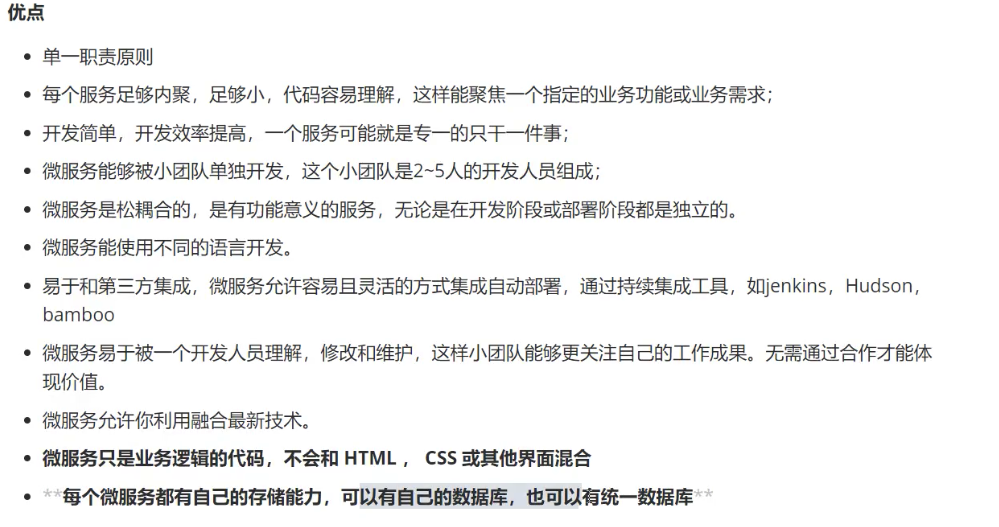 优点
单一职责原则
每个服务足够内聚，足够小，代码容易理解，这样能聚焦一个指定的业务功能或业务需求；
开发简单，开发效率提高，一个服务可能就是专一的只干一件事；
微服务能够被小团队单独开发，这个小团队是2~5人的开发人员组成；
微服务是松耦合的，是有功能意义的服务，无论是在开发阶段或部署阶段都是独立的。
微服务能使用不同的语言开发。
易于和第三方集成，微服务允许容易且灵活的方式集成自动部署，通过持续集成工具，如jenkins，Hudson，
bamboo
微服务易于被一个开发人员理解，修改和维护，这样小团队能够更关注自己的工作成果。无需通过合作才能体
现价值。
微服务允许你利用融合最新技术。
微服务只是业务逻辑的代码，不会和 HTML ， CSS 或其他界面混合
**每个微服务都有自己的存储能力，可以有自己的数据库，也可以有统一数据库**